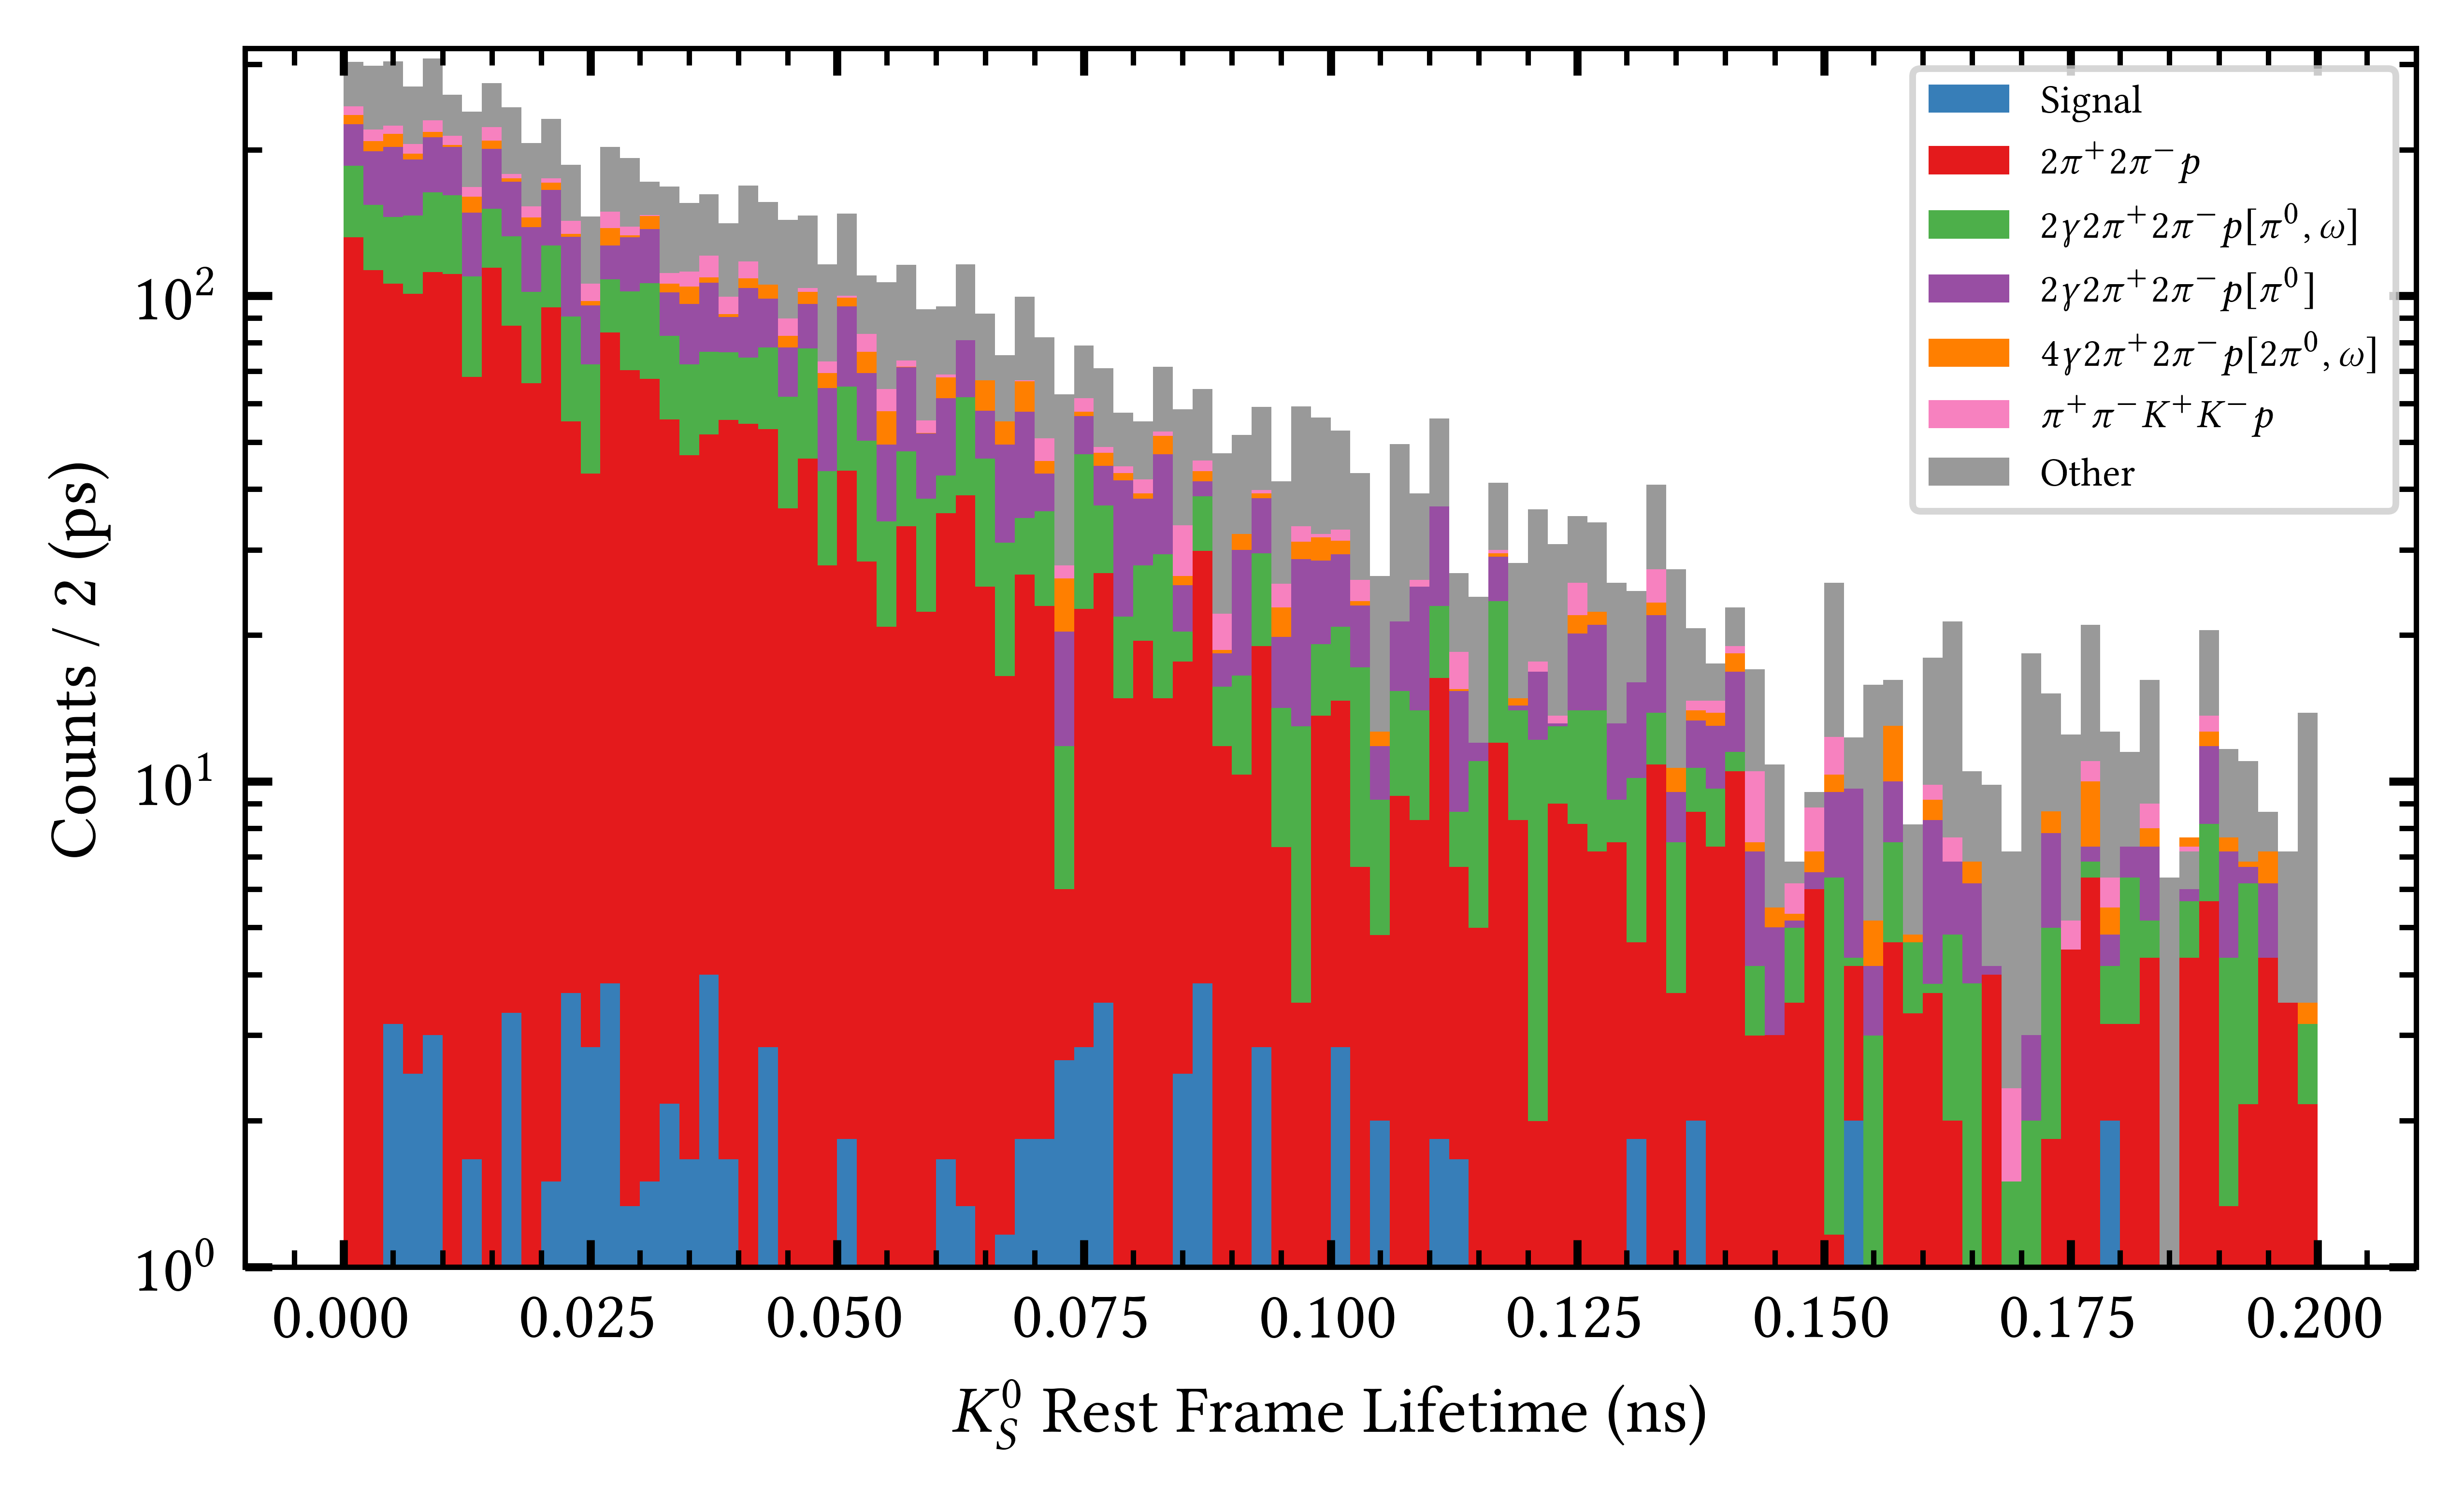 Counts / 2 (ps)
10²
10¹
10⁰
0.000 0.025 0.050 0.075 0.100 0.125 0.150 0.175 0.200
K⁰_S Rest Frame Lifetime (ns)
Signal
2π⁺2π⁻p
2γ2π⁺2π⁻p[π⁰, ω]
2γ2π⁺2π⁻p[π⁰]
4γ2π⁺2π⁻p[2π⁰, ω]
π⁺π⁻K⁺K⁻p
Other